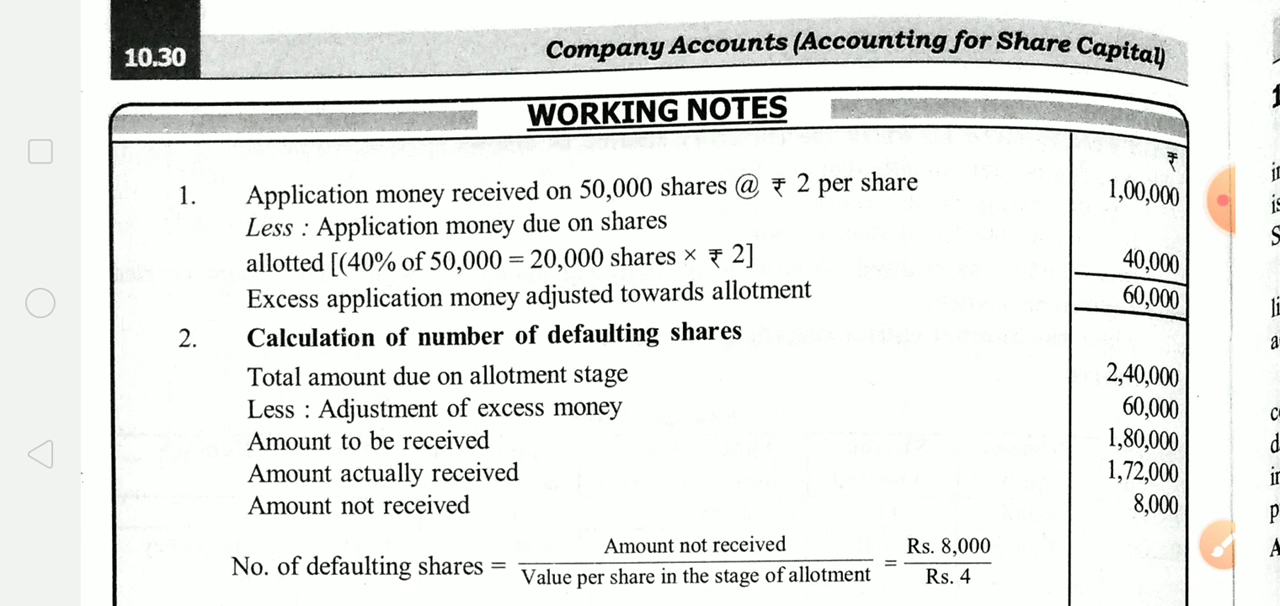 10.30
Company Accounts (Accounting for Share Capital)
WORKING NOTES
₹
1. Application money received on 50,000 shares @ ₹ 2 per share 1,00,000
Less : Application money due on shares
allotted [(40% of 50,000 = 20,000 shares × ₹ 2] 40,000
Excess application money adjusted towards allotment 60,000
2. Calculation of number of defaulting shares
Total amount due on allotment stage 2,40,000
Less : Adjustment of excess money 60,000
Amount to be received 1,80,000
Amount actually received 1,72,000
Amount not received 8,000
No. of defaulting shares = Amount not received / Value per share in the stage of allotment = Rs. 8,000 / Rs. 4